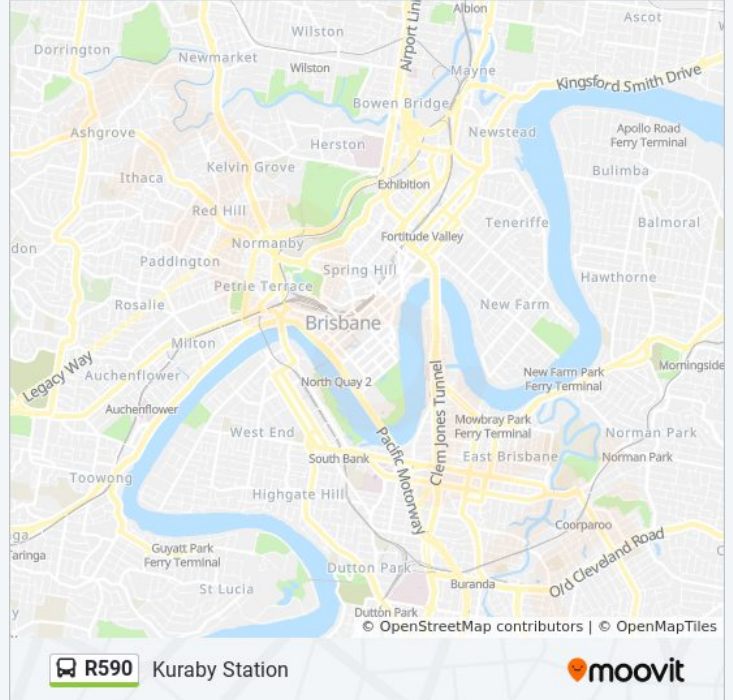 Albion
Ascot
Wilston
Dorrington
Newmarket
Airport Lin
Wilston
Mayne
Kingsford Smith Drive
Bowen Bridge
Ashgrove
Newstead
Apollo Road
Ferry Terminal
Herston
Kelvin Grove
Bulimba
Ithaca
Exhibition
Red Hill
Teneriffe
Balmoral
Fortitude Valley
Normanby
don
Paddington
Spring Hill
Hawthorne
Petrie Terrace
Rosalie
New Farm
Brisbane
Milton
Legacy Way
Auchenflower
New Farm Park
Ferry Terminal
Morningside
North Quay 2
Clem Jones Tunnel
Auchenflower
Mowbray Park
Ferry Terminal
West End
Pacific Motorway
Norman Park
South Bank
East Brisbane
Norman Park
Toowong
Highgate Hill
Coorparoo
ga
Taringa
Guyatt Park
Ferry Terminal
Old Cleveland Road
C
Dutton Park
St Lucia
Buranda
y
Dutton Park
© OpenStreetMap contributors | © OpenMapTiles
R590 Kuraby Station
moovit